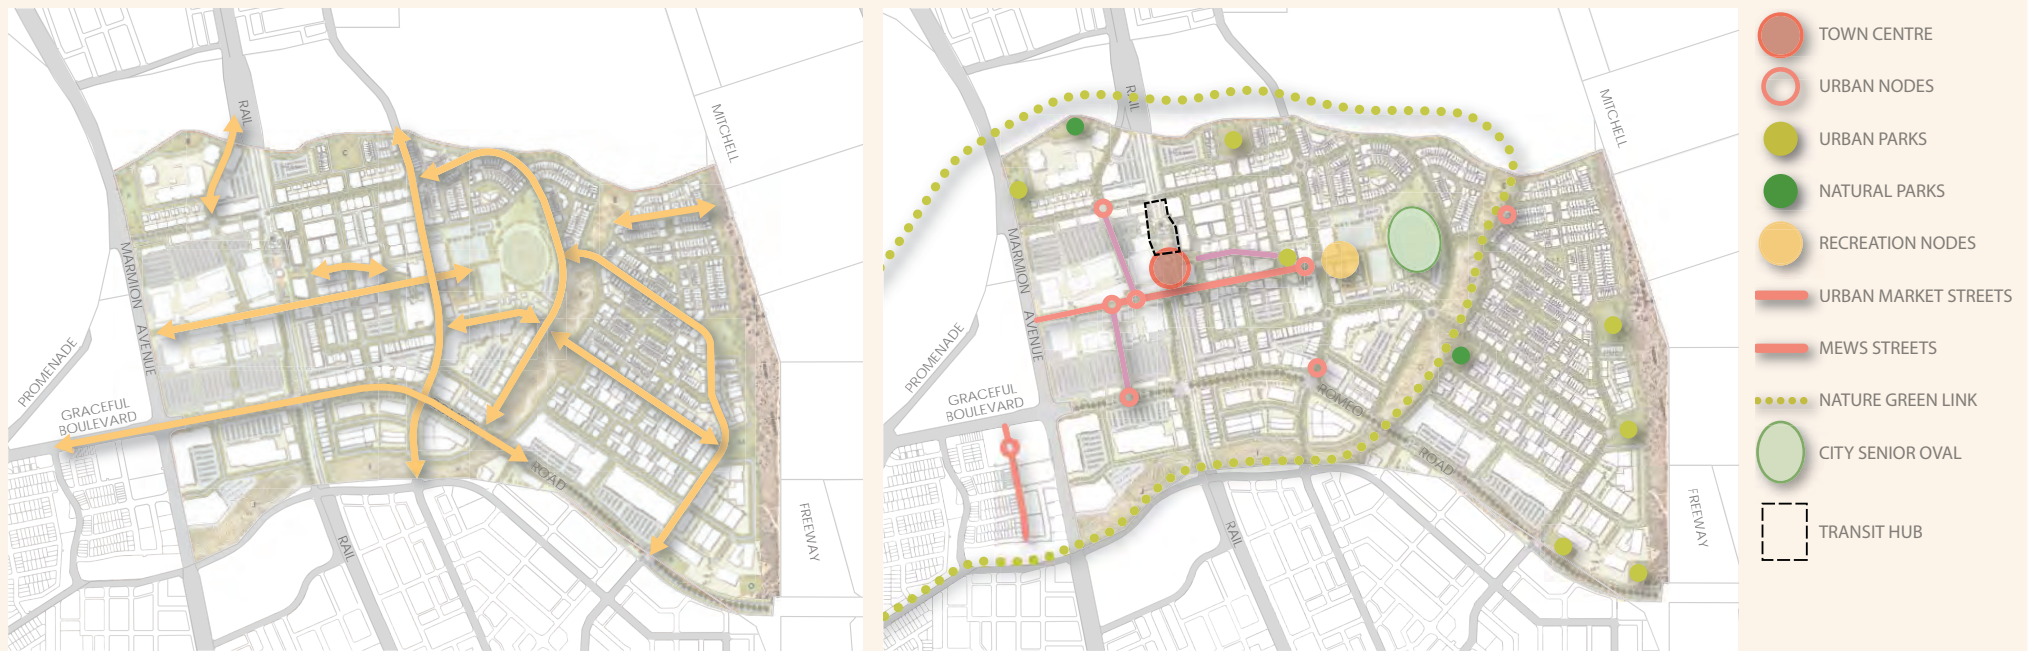 RAIL
MITCHELL
MARMION
AVENUE
PROMENADE
GRACEFUL
BOULEVARD
ROAD
RAIL
FREEWAY
RAIL
MITCHELL
MARMION
AVENUE
PROMENADE
GRACEFUL
BOULEVARD
ROMEO
ROAD
RAIL
FREEWAY
TOWN CENTRE
URBAN NODES
URBAN PARKS
NATURAL PARKS
RECREATION NODES
URBAN MARKET STREETS
MEWS STREETS
NATURE GREEN LINK
CITY SENIOR OVAL
TRANSIT HUB